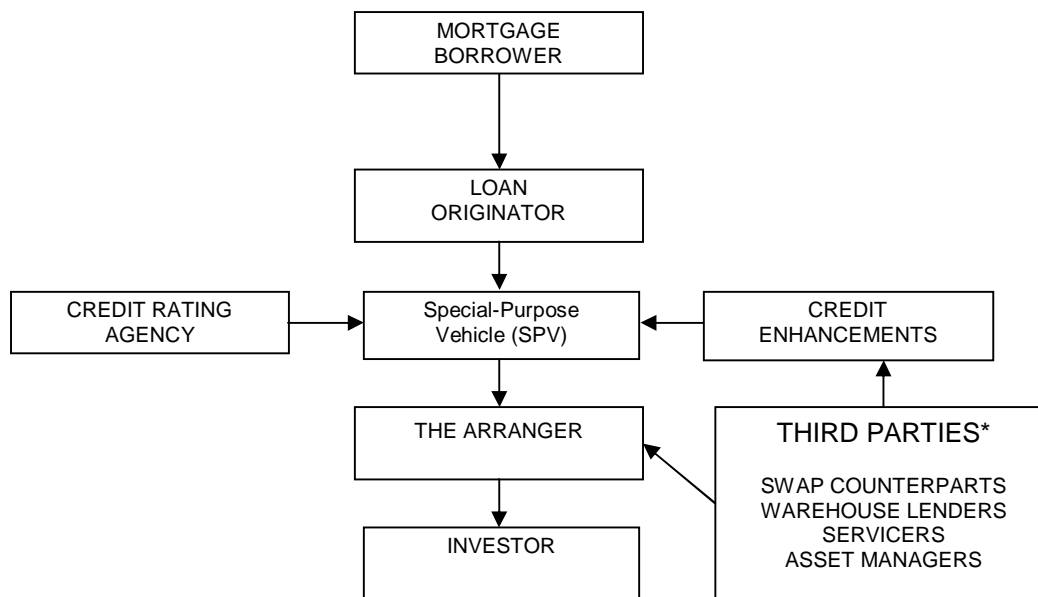 MORTGAGE
BORROWER
LOAN
ORIGINATOR
CREDIT RATING
AGENCY
Special-Purpose
Vehicle (SPV)
CREDIT
ENHANCEMENTS
THE ARRANGER
THIRD PARTIES*
SWAP COUNTERPARTS
WAREHOUSE LENDERS
SERVICERS
ASSET MANAGERS
INVESTOR